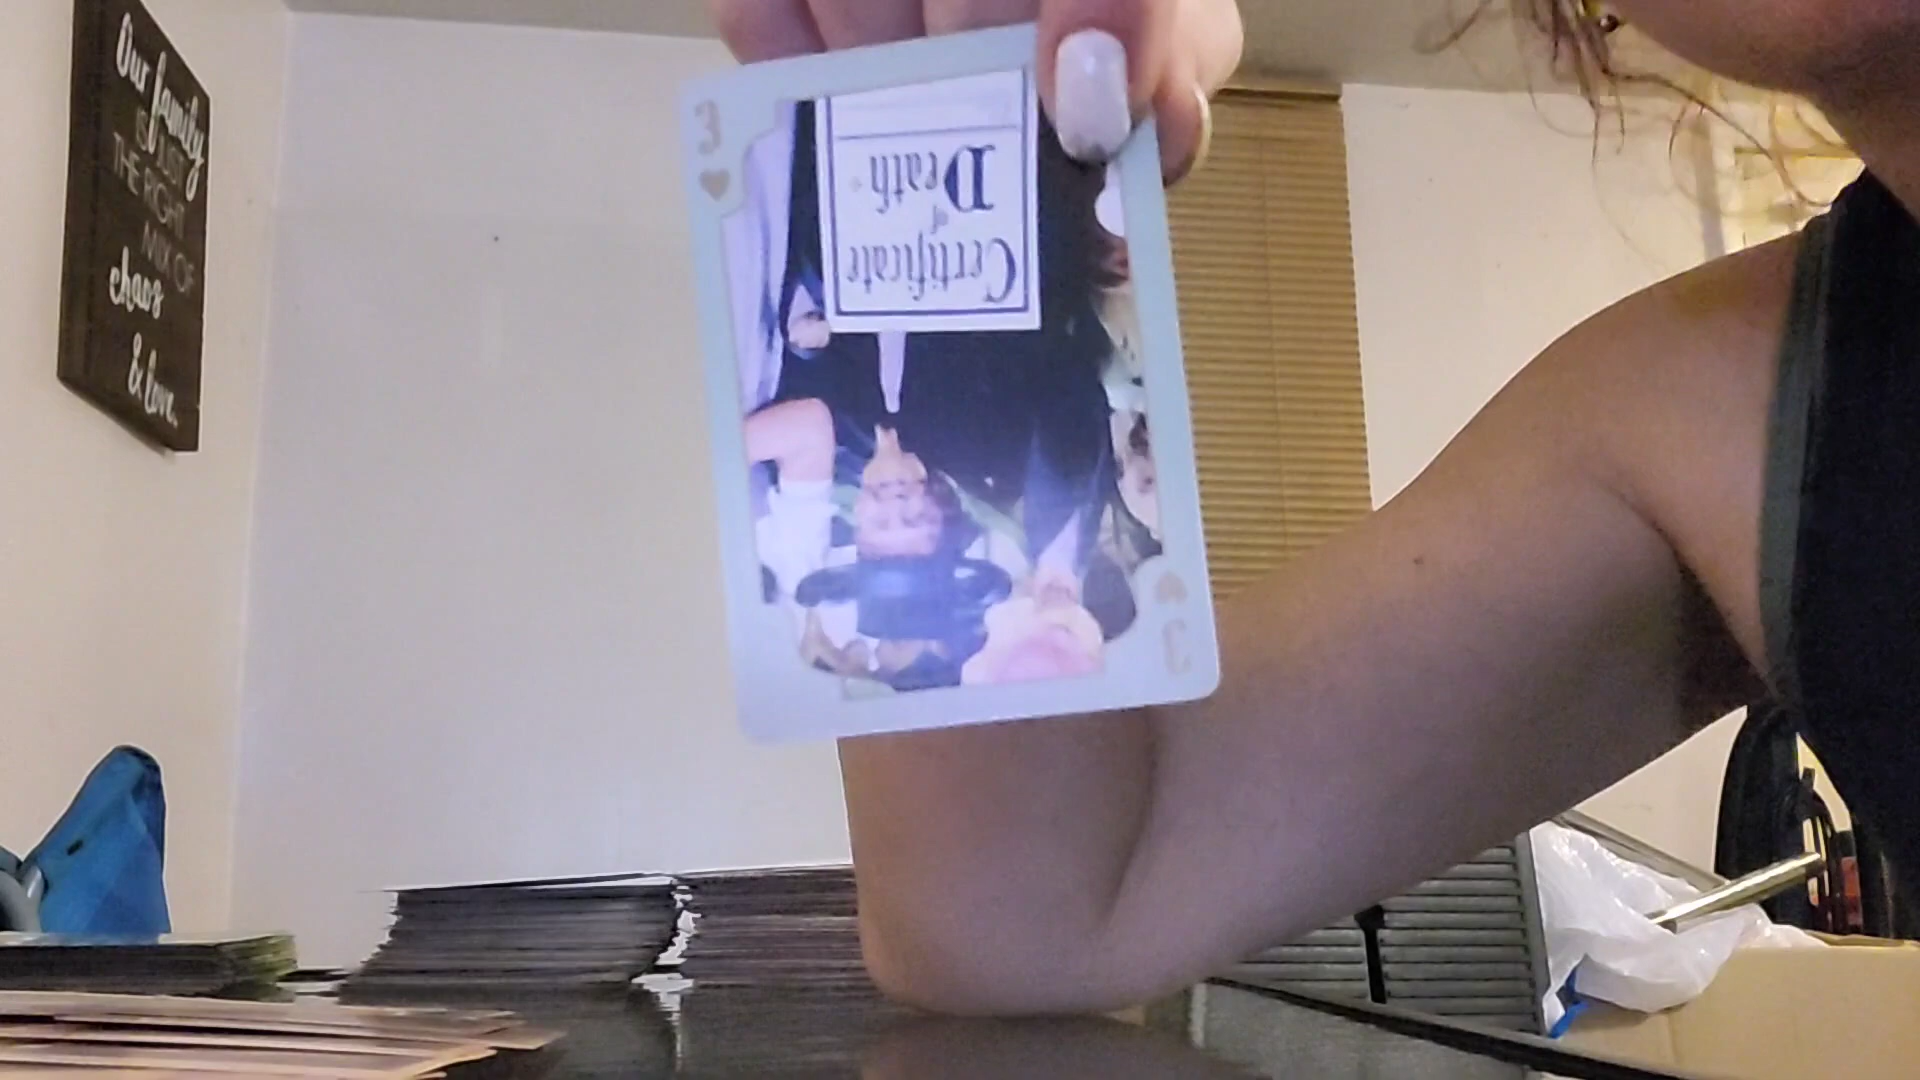 Our family
IS JUST
THE RIGHT
MIX OF
chaos
& love.
3
Certificate
of
Death
3